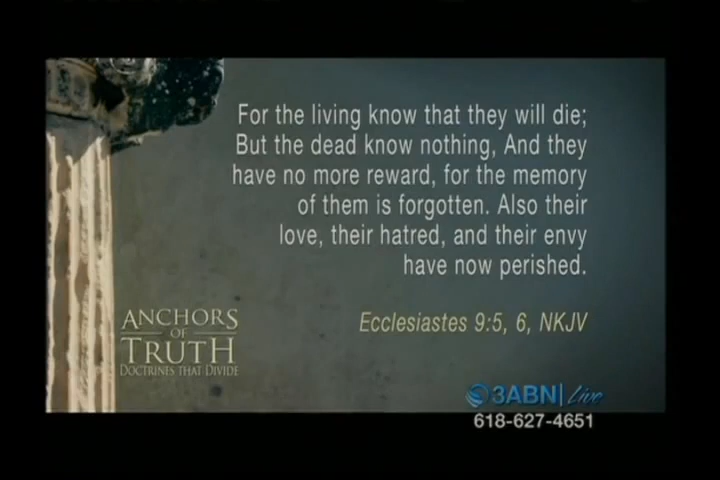 For the living know that they will die;
But the dead know nothing, And they
have no more reward, for the memory
of them is forgotten. Also their
love, their hatred, and their envy
have now perished.
Ecclesiastes 9:5, 6, NKJV
ANCHORS
OF
TRUTH
DOCTRINES THAT DIVIDE
3ABN Live
618-627-4651